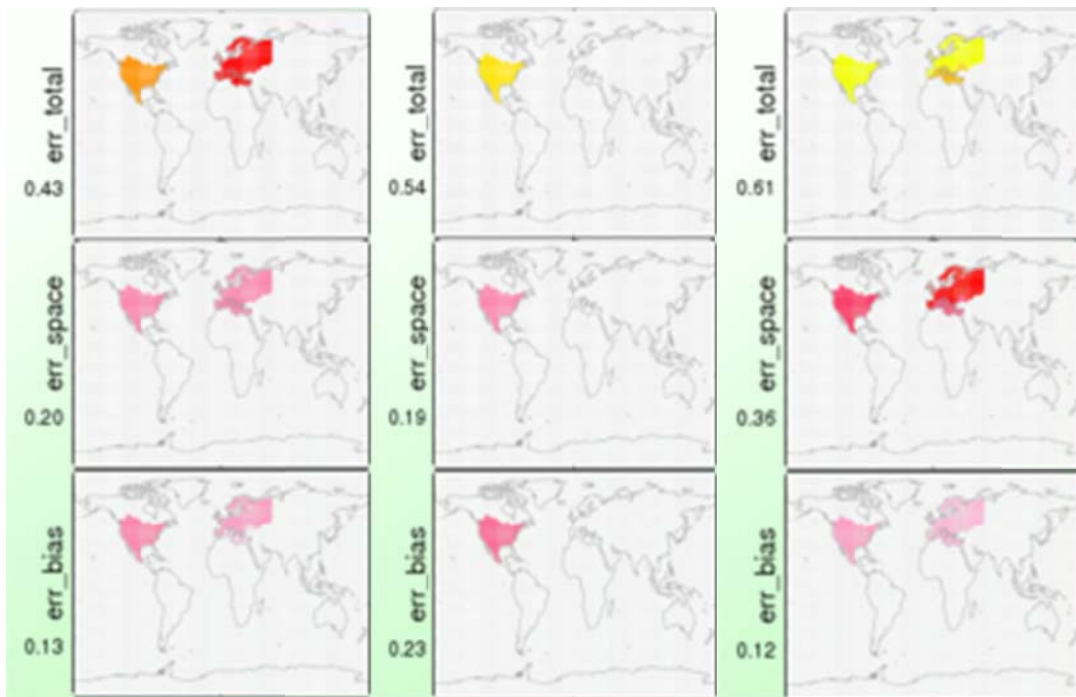 err_total
0.43
err_total
0.54
err_total
0.61
err_space
0.20
err_space
0.19
err_space
0.36
err_bias
0.13
err_bias
0.23
err_bias
0.12